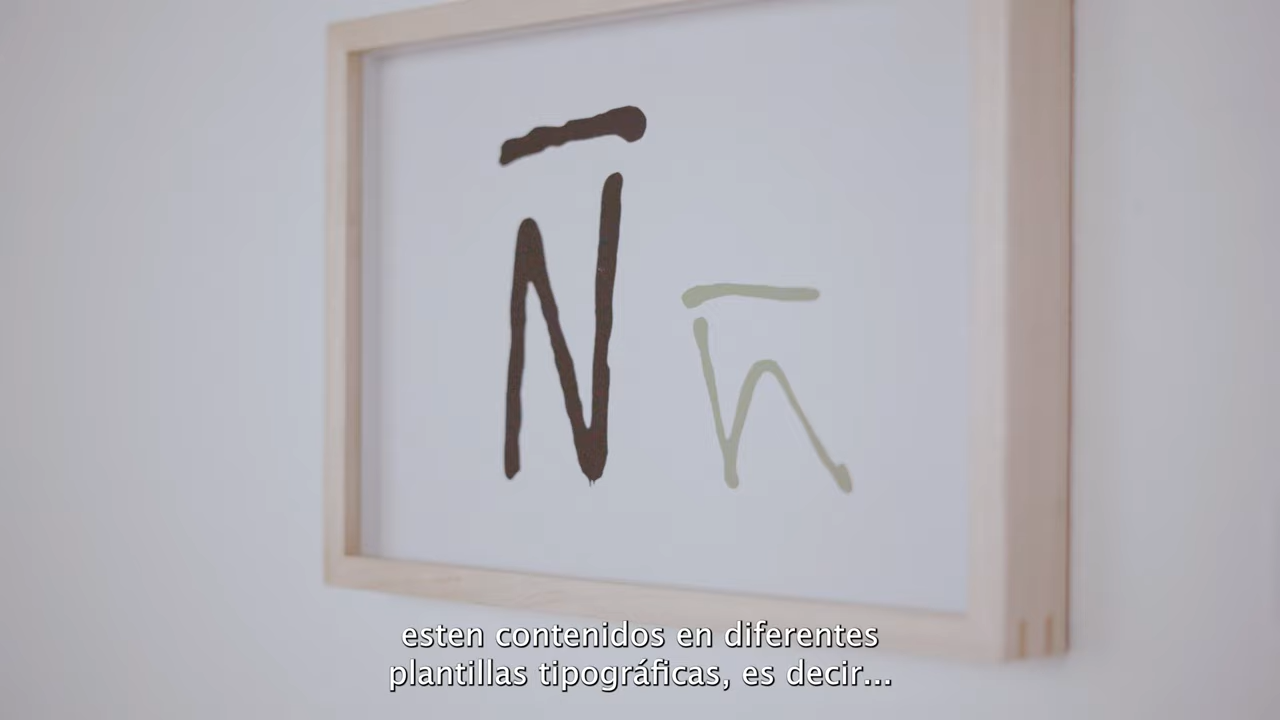 Ñ ñ
esten contenidos en diferentes
plantillas tipográficas, es decir...